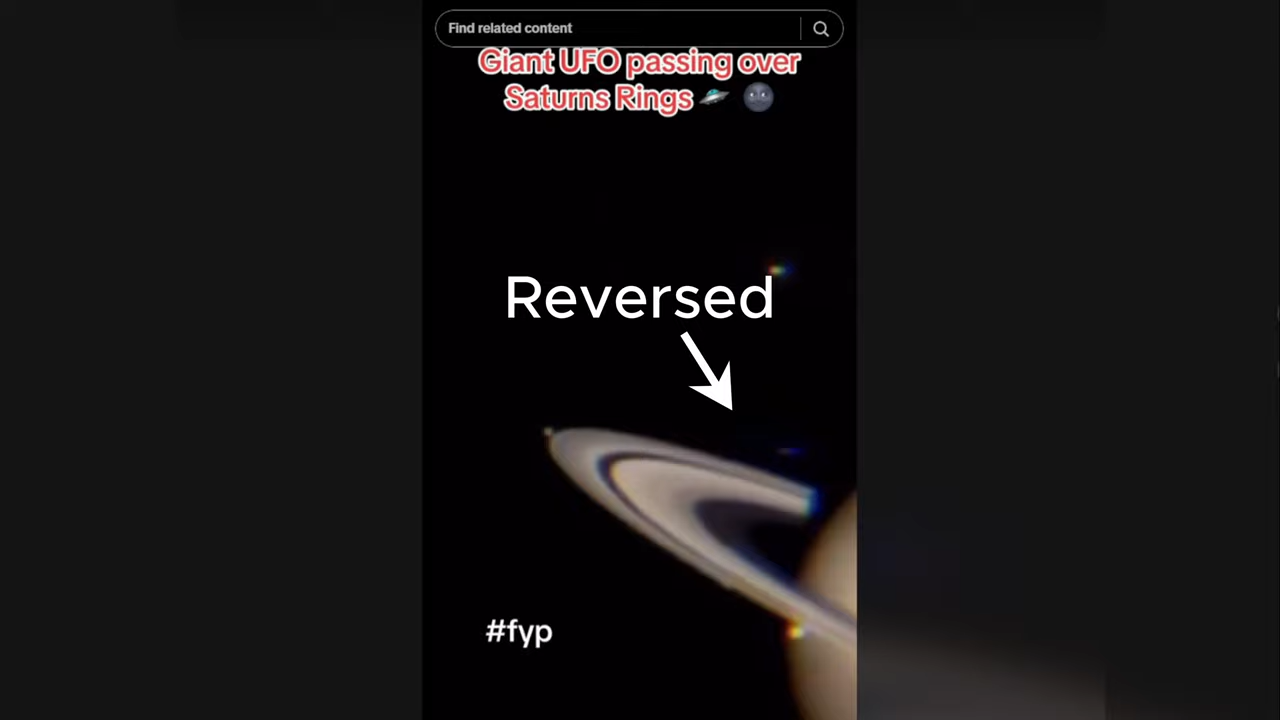 Find related content
Giant UFO passing over
Saturns Rings 🛸 🌚
Reversed
#fyp